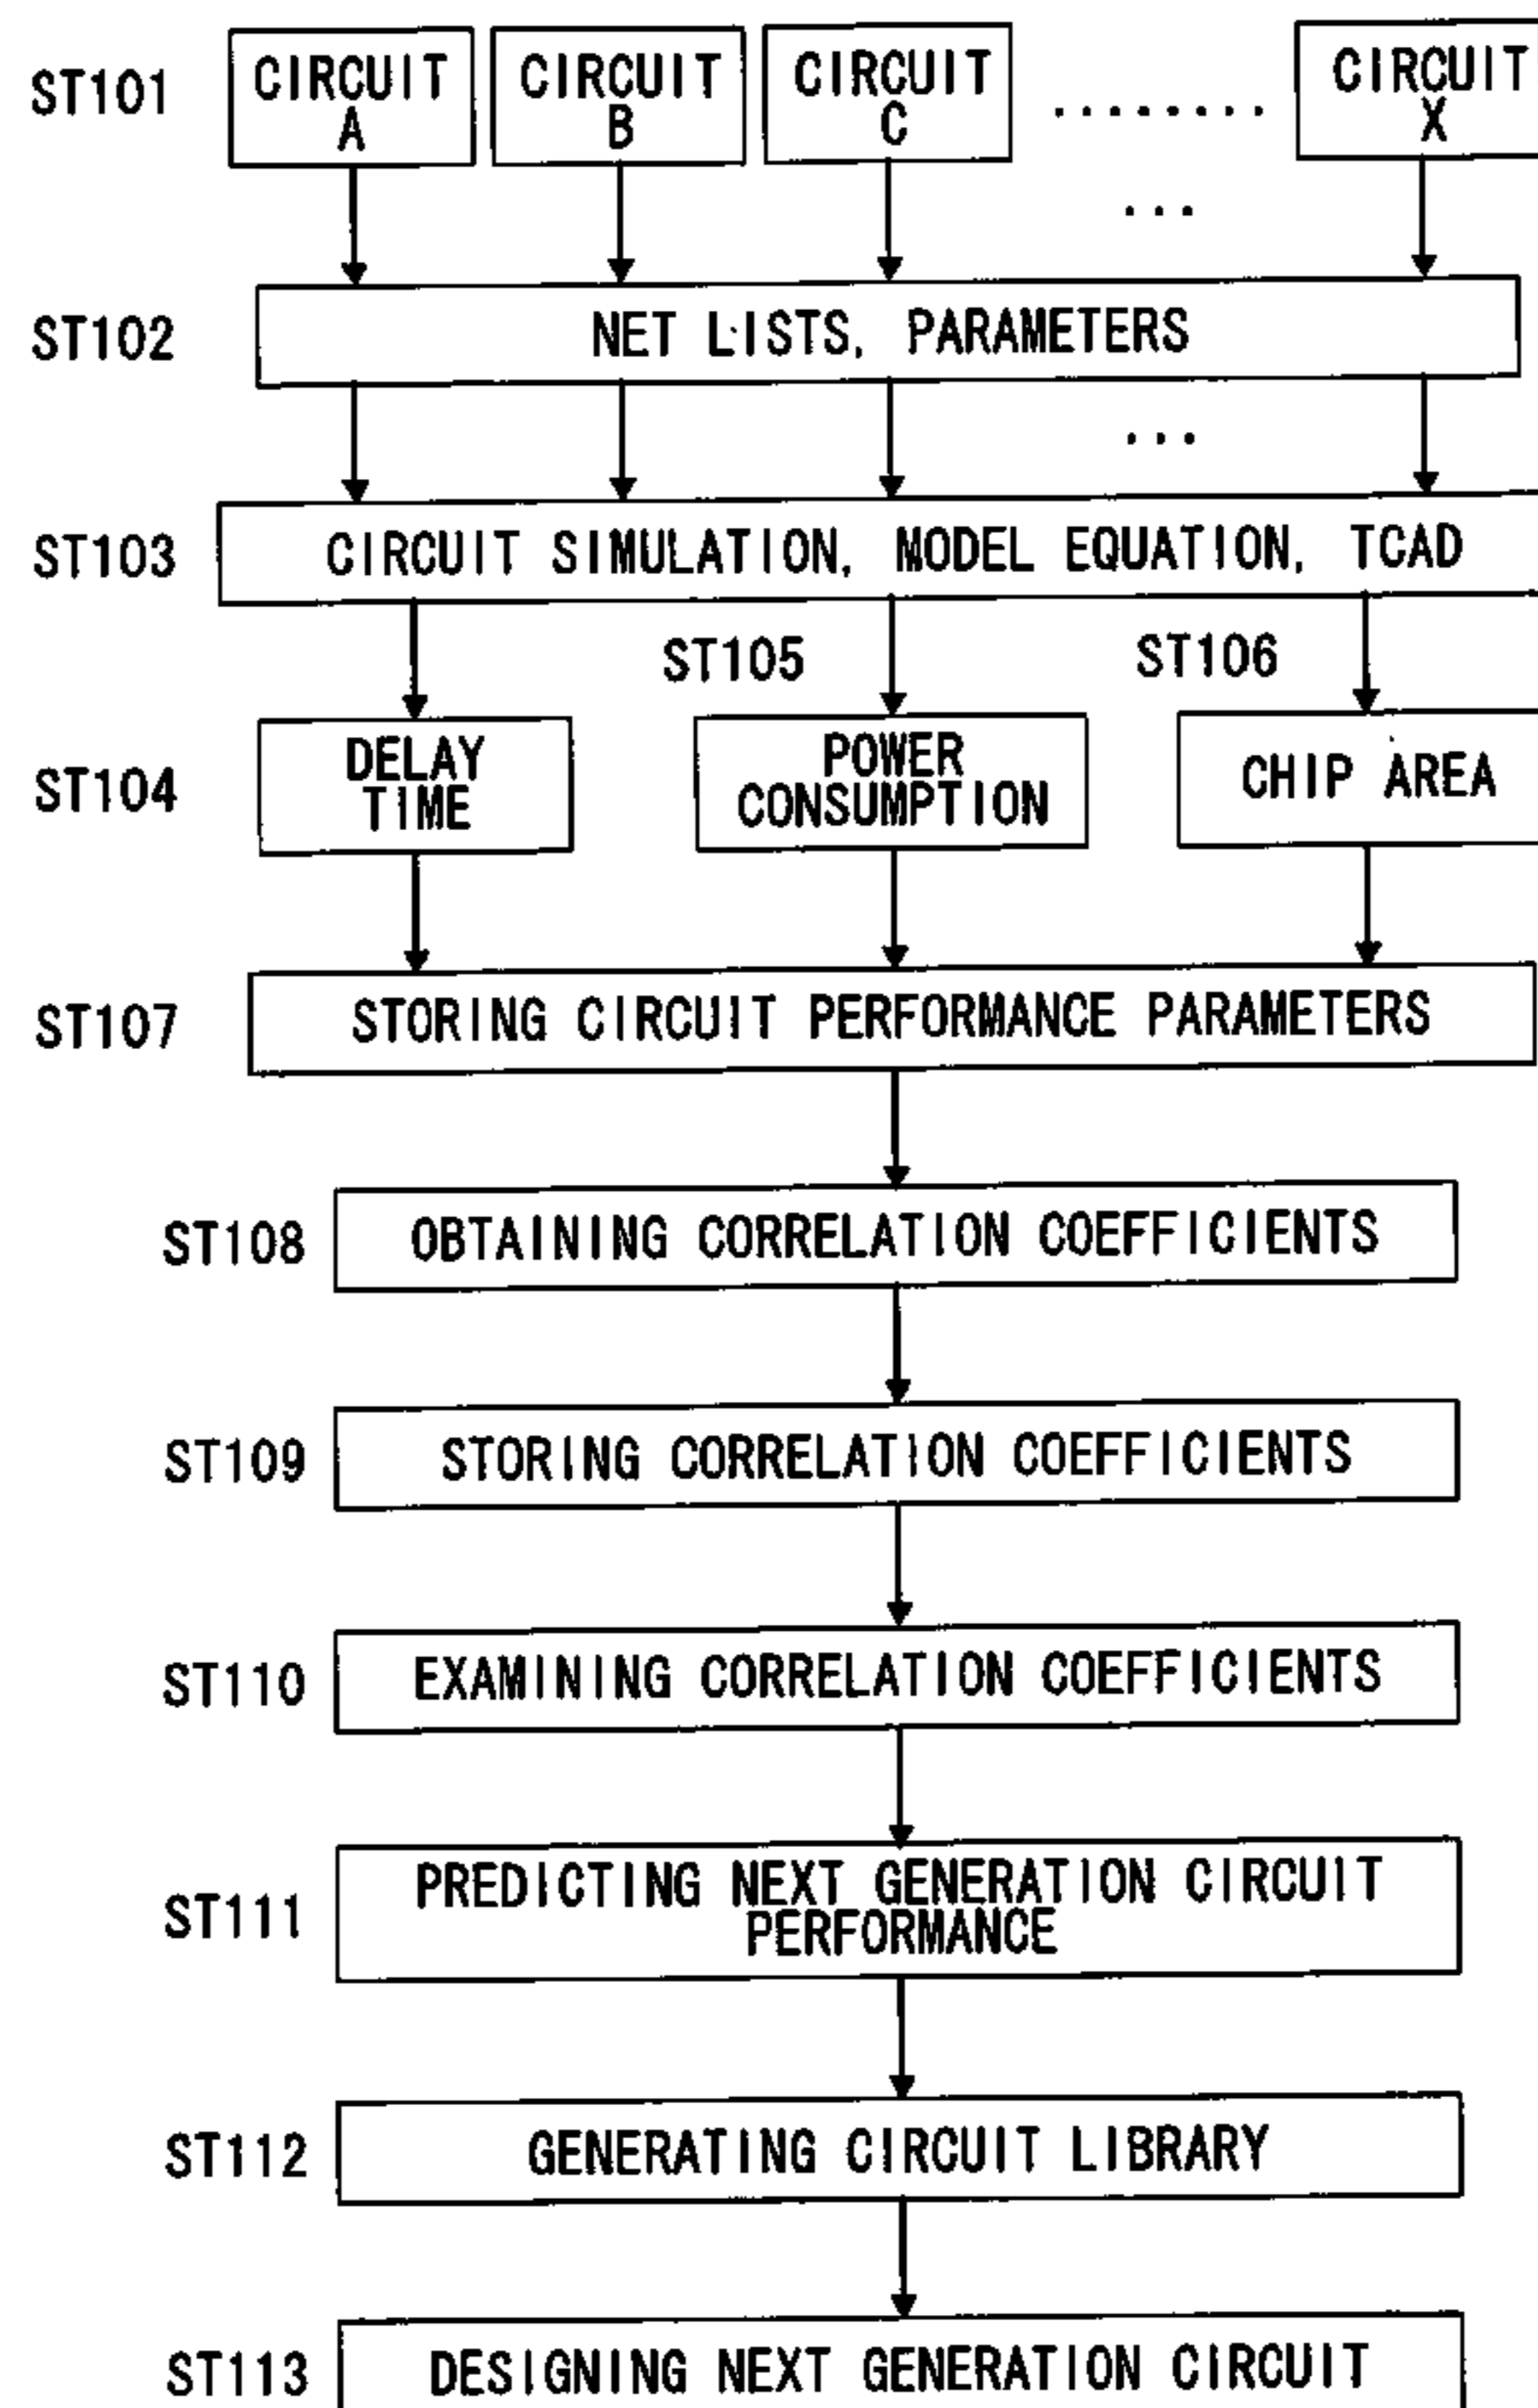 ST101
CIRCUIT
A
CIRCUIT
B
CIRCUIT
C
........
CIRCUIT
X
...
ST102
NET LISTS, PARAMETERS
...
ST103
CIRCUIT SIMULATION, MODEL EQUATION, TCAD
ST105
ST106
ST104
DELAY
TIME
POWER
CONSUMPTION
CHIP AREA
ST107
STORING CIRCUIT PERFORMANCE PARAMETERS
ST108
OBTAINING CORRELATION COEFFICIENTS
ST109
STORING CORRELATION COEFFICIENTS
ST110
EXAMINING CORRELATION COEFFICIENTS
ST111
PREDICTING NEXT GENERATION CIRCUIT
PERFORMANCE
ST112
GENERATING CIRCUIT LIBRARY
ST113
DESIGNING NEXT GENERATION CIRCUIT